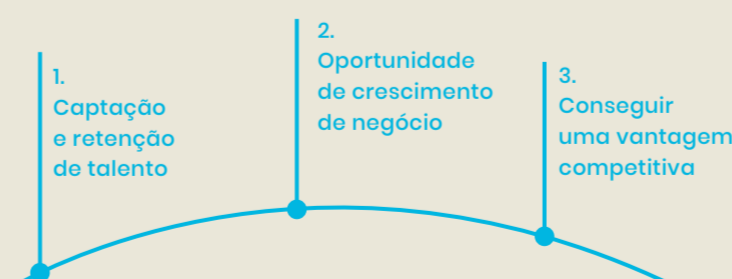 1.
Captação
e retenção
de talento
2.
Oportunidade
de crescimento
de negócio
3.
Conseguir
uma vantagem
competitiva